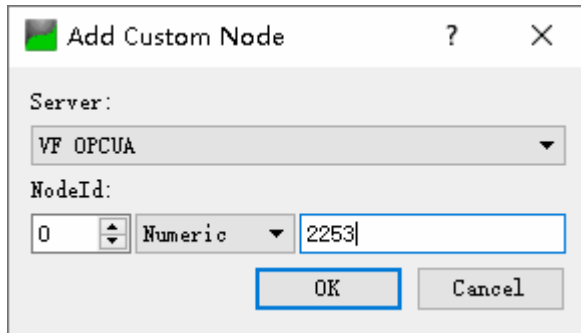 Add Custom Node ?
Server:
VF OPCUA
NodeId:
0 Numeric 2253
OK Cancel